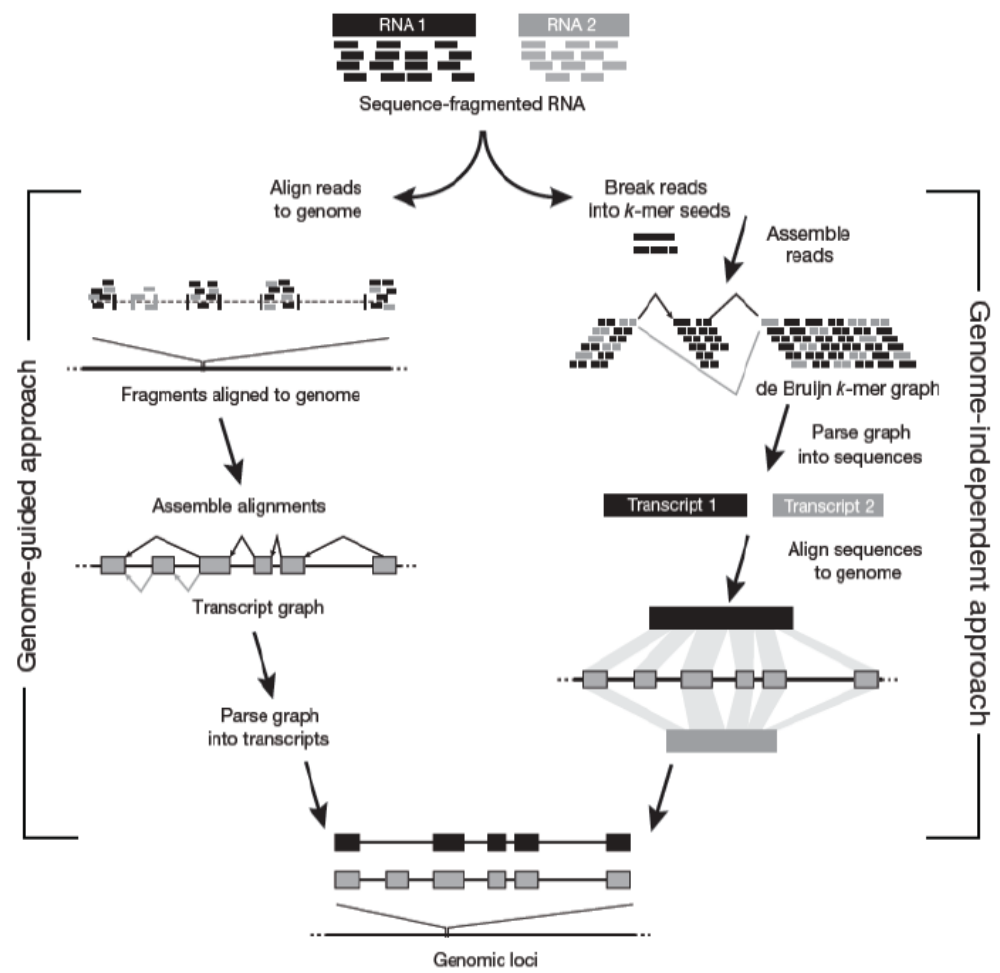 RNA 1
RNA 2
Sequence-fragmented RNA
Align reads
to genome
Break reads
into k-mer seeds
Assemble
reads
Fragments aligned to genome
de Bruijn k-mer graph
Parse graph
into sequences
Assemble alignments
Transcript 1
Transcript 2
Align sequences
to genome
Transcript graph
Parse graph
into transcripts
Genomic loci
Genome-guided approach
Genome-independent approach